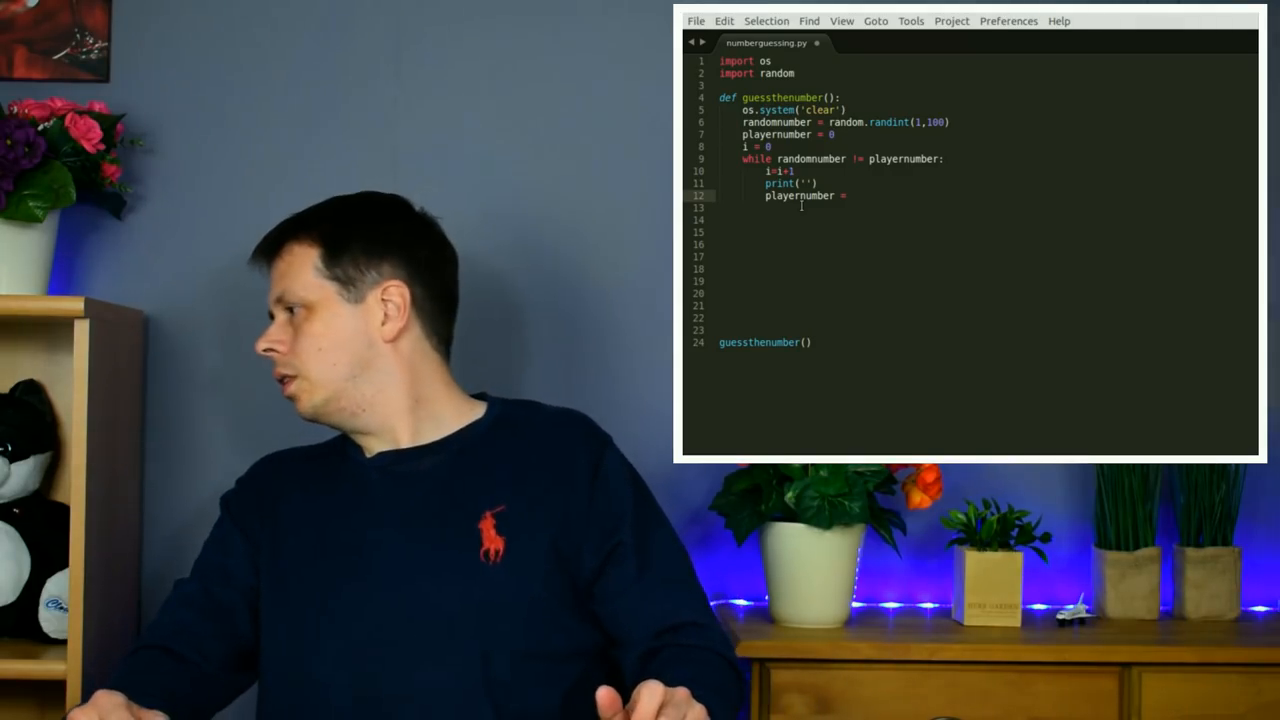 File Edit Selection Find View Goto Tools Project Preferences Help
numberguessing.py
1 import os
2 import random
3
4 def guessthenumber():
5 os.system('clear')
6 randomnumber = random.randint(1,100)
7 playernumber = 0
8 i = 0
9 while randomnumber != playernumber:
10 i=i+1
11 print('')
12 playernumber =
13
14
15
16
17
18
19
20
21
22
23
24 guessthenumber()